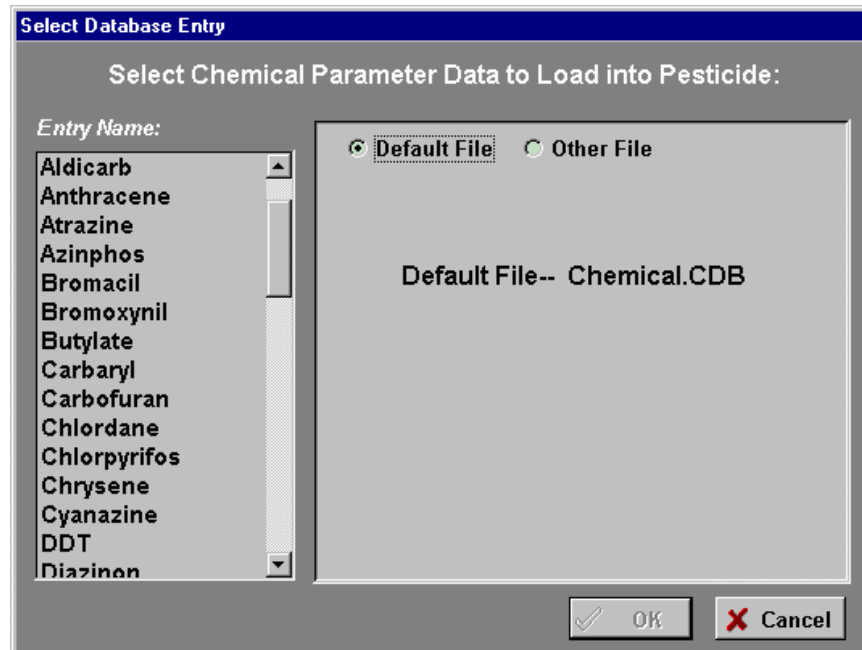 Select Database Entry
Select Chemical Parameter Data to Load into Pesticide:
Entry Name:
Aldicarb
Anthracene
Atrazine
Azinphos
Bromacil
Bromoxynil
Butylate
Carbaryl
Carbofuran
Chlordane
Chlorpyrifos
Chrysene
Cyanazine
DDT
Diazinon
Default File Other File
Default File-- Chemical.CDB
OK Cancel